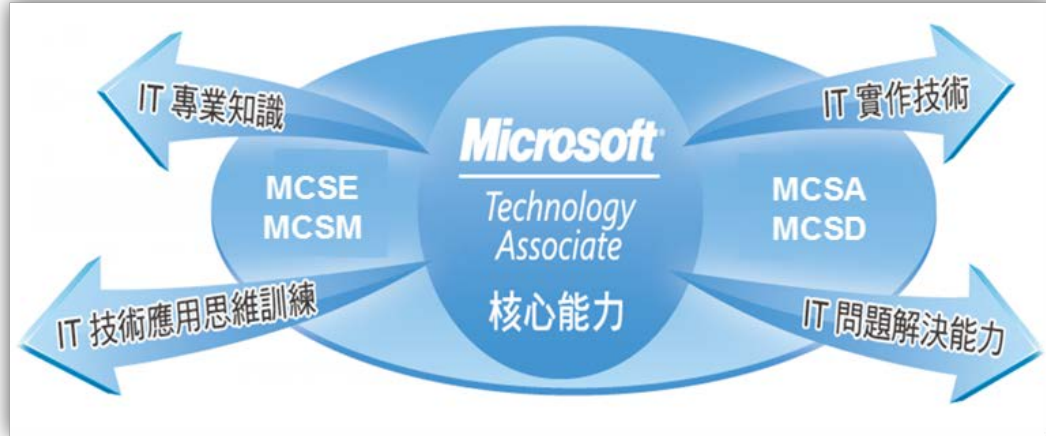 IT 專業知識
IT 實作技術
Microsoft®
Technology
Associate
核心能力
MCSE
MCSM
MCSA
MCSD
IT 技術應用思維訓練
IT 問題解決能力